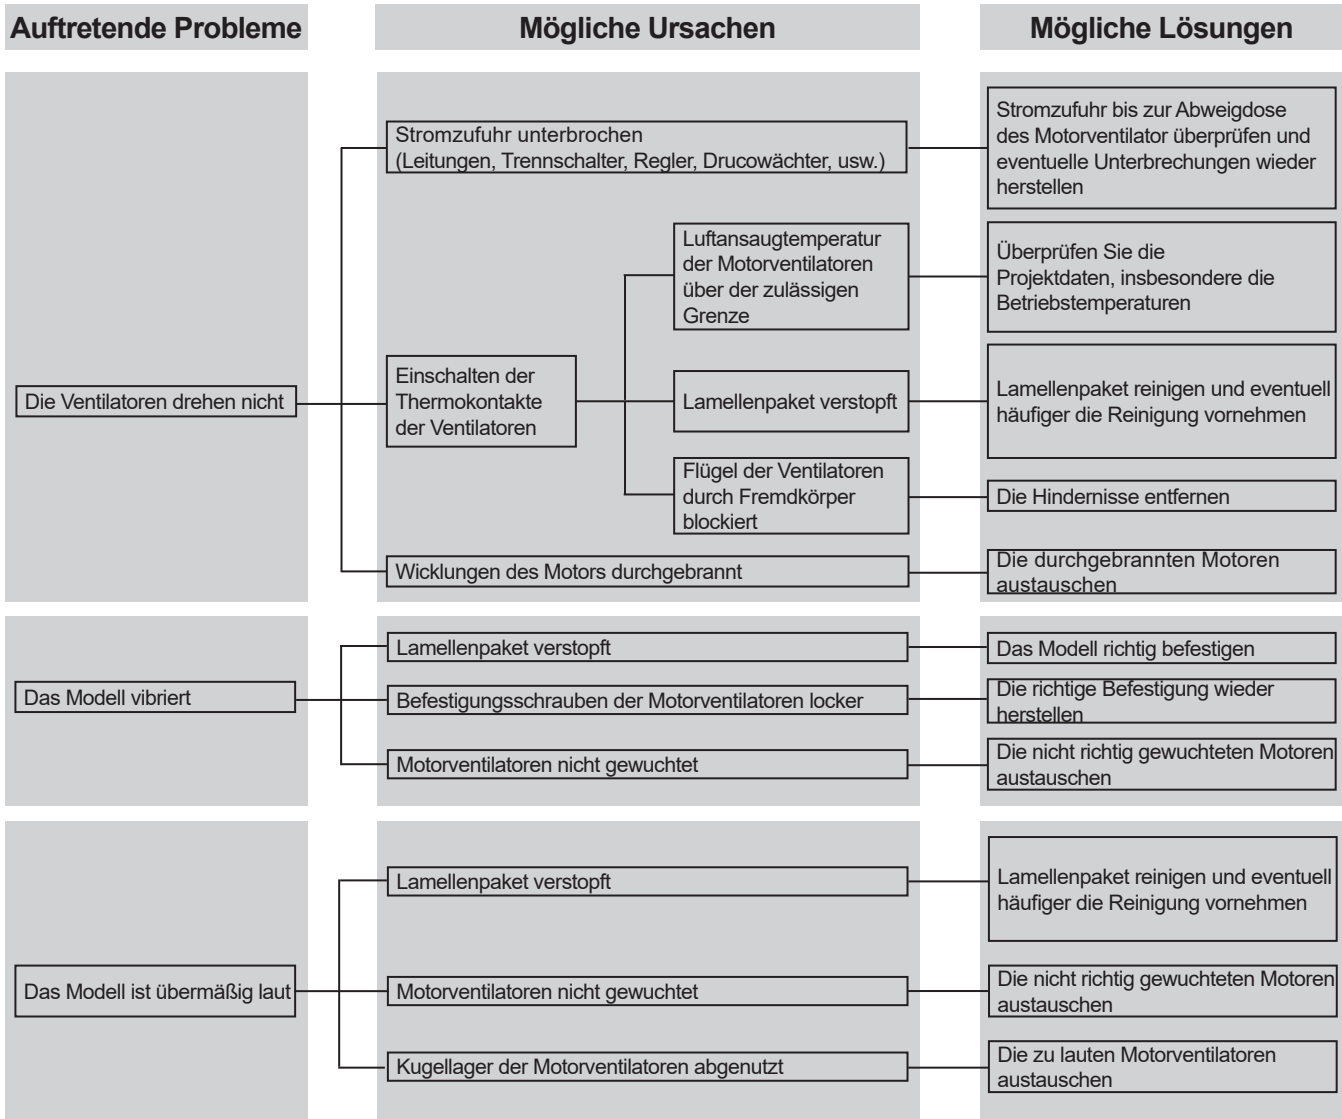 Auftretende Probleme
Mögliche Ursachen
Mögliche Lösungen
Die Ventilatoren drehen nicht
Stromzufuhr unterbrochen
(Leitungen, Trennschalter, Regler, Drucowächter, usw.)
Stromzufuhr bis zur Abweigdose
des Motorventilator überprüfen und
eventuelle Unterbrechungen wieder
herstellen
Einschalten der
Thermokontakte
der Ventilatoren
Luftansaugtemperatur
der Motorventilatoren
über der zulässigen
Grenze
Überprüfen Sie die
Projektdaten, insbesondere die
Betriebstemperaturen
Lamellenpaket verstopft
Lamellenpaket reinigen und eventuell
häufiger die Reinigung vornehmen
Flügel der Ventilatoren
durch Fremdkörper
blockiert
Die Hindernisse entfernen
Wicklungen des Motors durchgebrannt
Die durchgebrannten Motoren
austauschen
Das Modell vibriert
Lamellenpaket verstopft
Das Modell richtig befestigen
Befestigungsschrauben der Motorventilatoren locker
Die richtige Befestigung wieder
herstellen
Motorventilatoren nicht gewuchtet
Die nicht richtig gewuchteten Motoren
austauschen
Das Modell ist übermäßig laut
Lamellenpaket verstopft
Lamellenpaket reinigen und eventuell
häufiger die Reinigung vornehmen
Motorventilatoren nicht gewuchtet
Die nicht richtig gewuchteten Motoren
austauschen
Kugellager der Motorventilatoren abgenutzt
Die zu lauten Motorventilatoren
austauschen